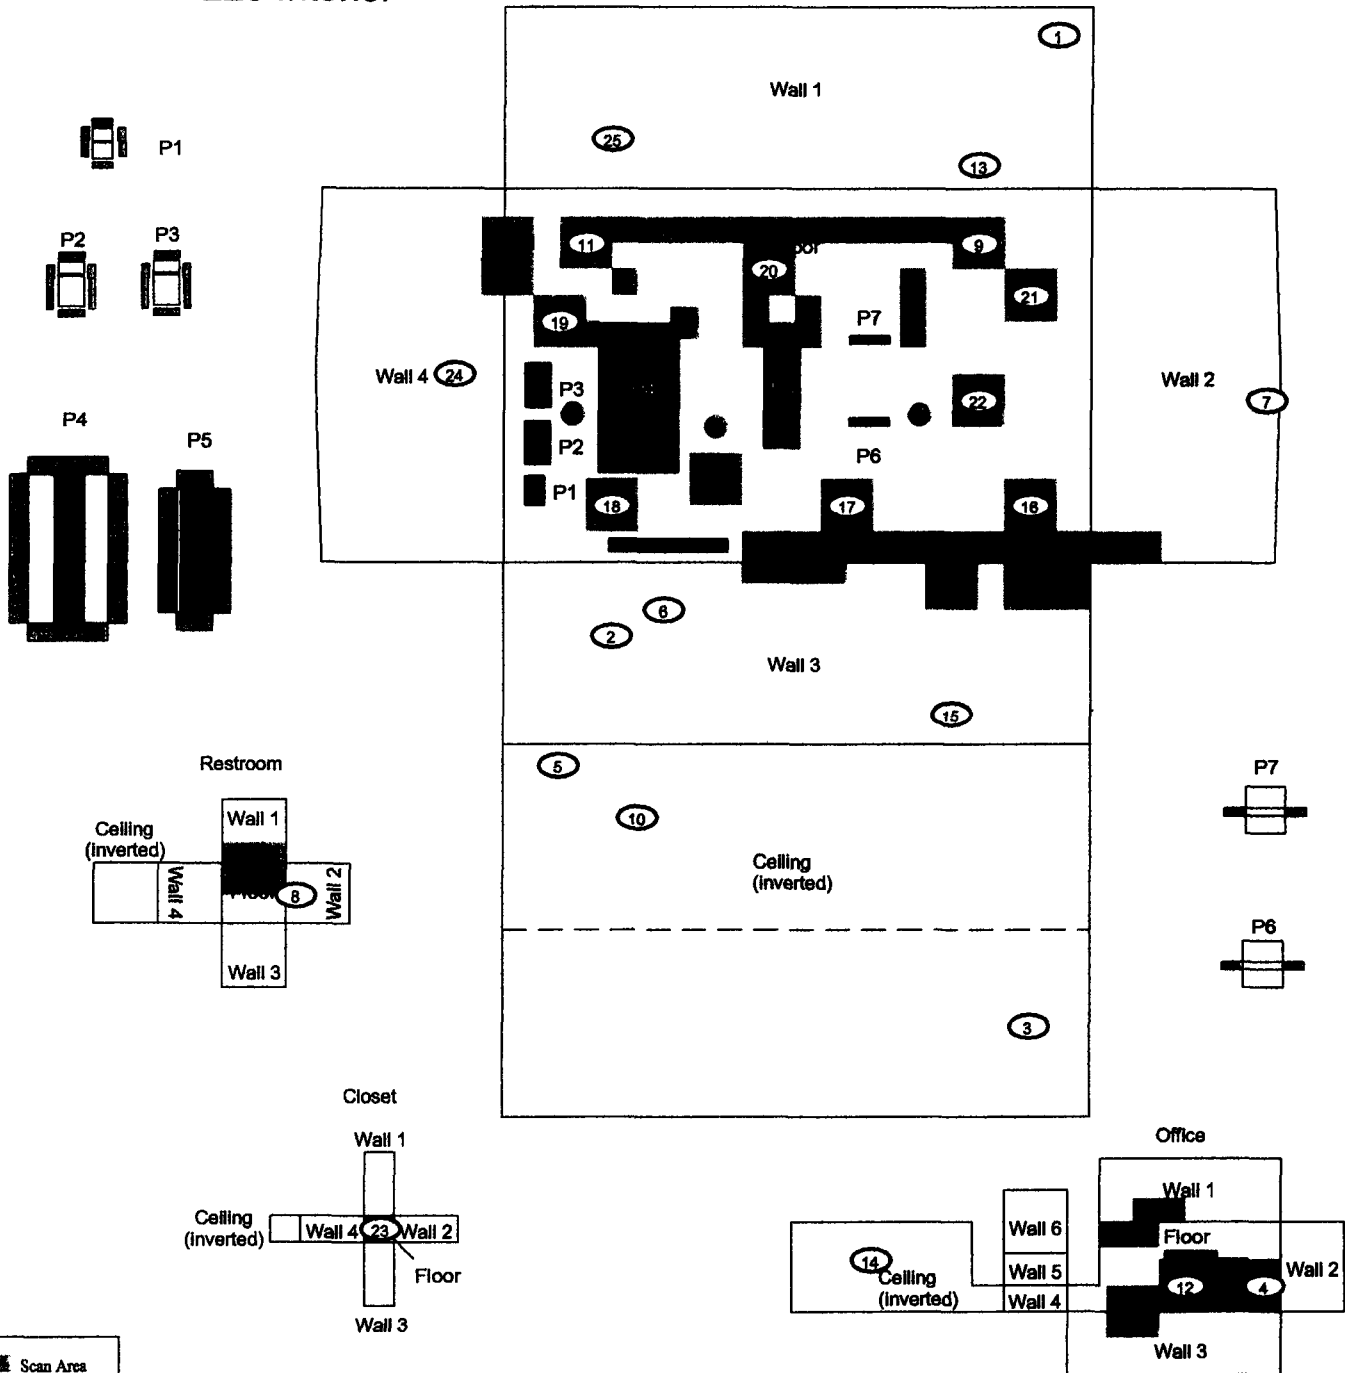 1
Wall 1
25
13
P1
P2
P3
11
9
20
21
19
P7
Wall 4
24
P3
22
Wall 2
7
P4
P5
P2
P6
P1
18
17
16
6
2
Wall 3
15
Restroom
5
P7
10
Wall 1
Ceiling
(inverted)
Ceiling
(inverted)
Wall 4
8
Wall 2
P6
Wall 3
3
Closet
Wall 1
Office
Wall 1
Ceiling
(inverted)
Wall 4
23
Wall 2
Floor
Wall 6
Floor
14
Ceiling
(inverted)
Wall 5
Wall 4
12
4
Wall 2
Wall 3
Wall 3
Scan Area